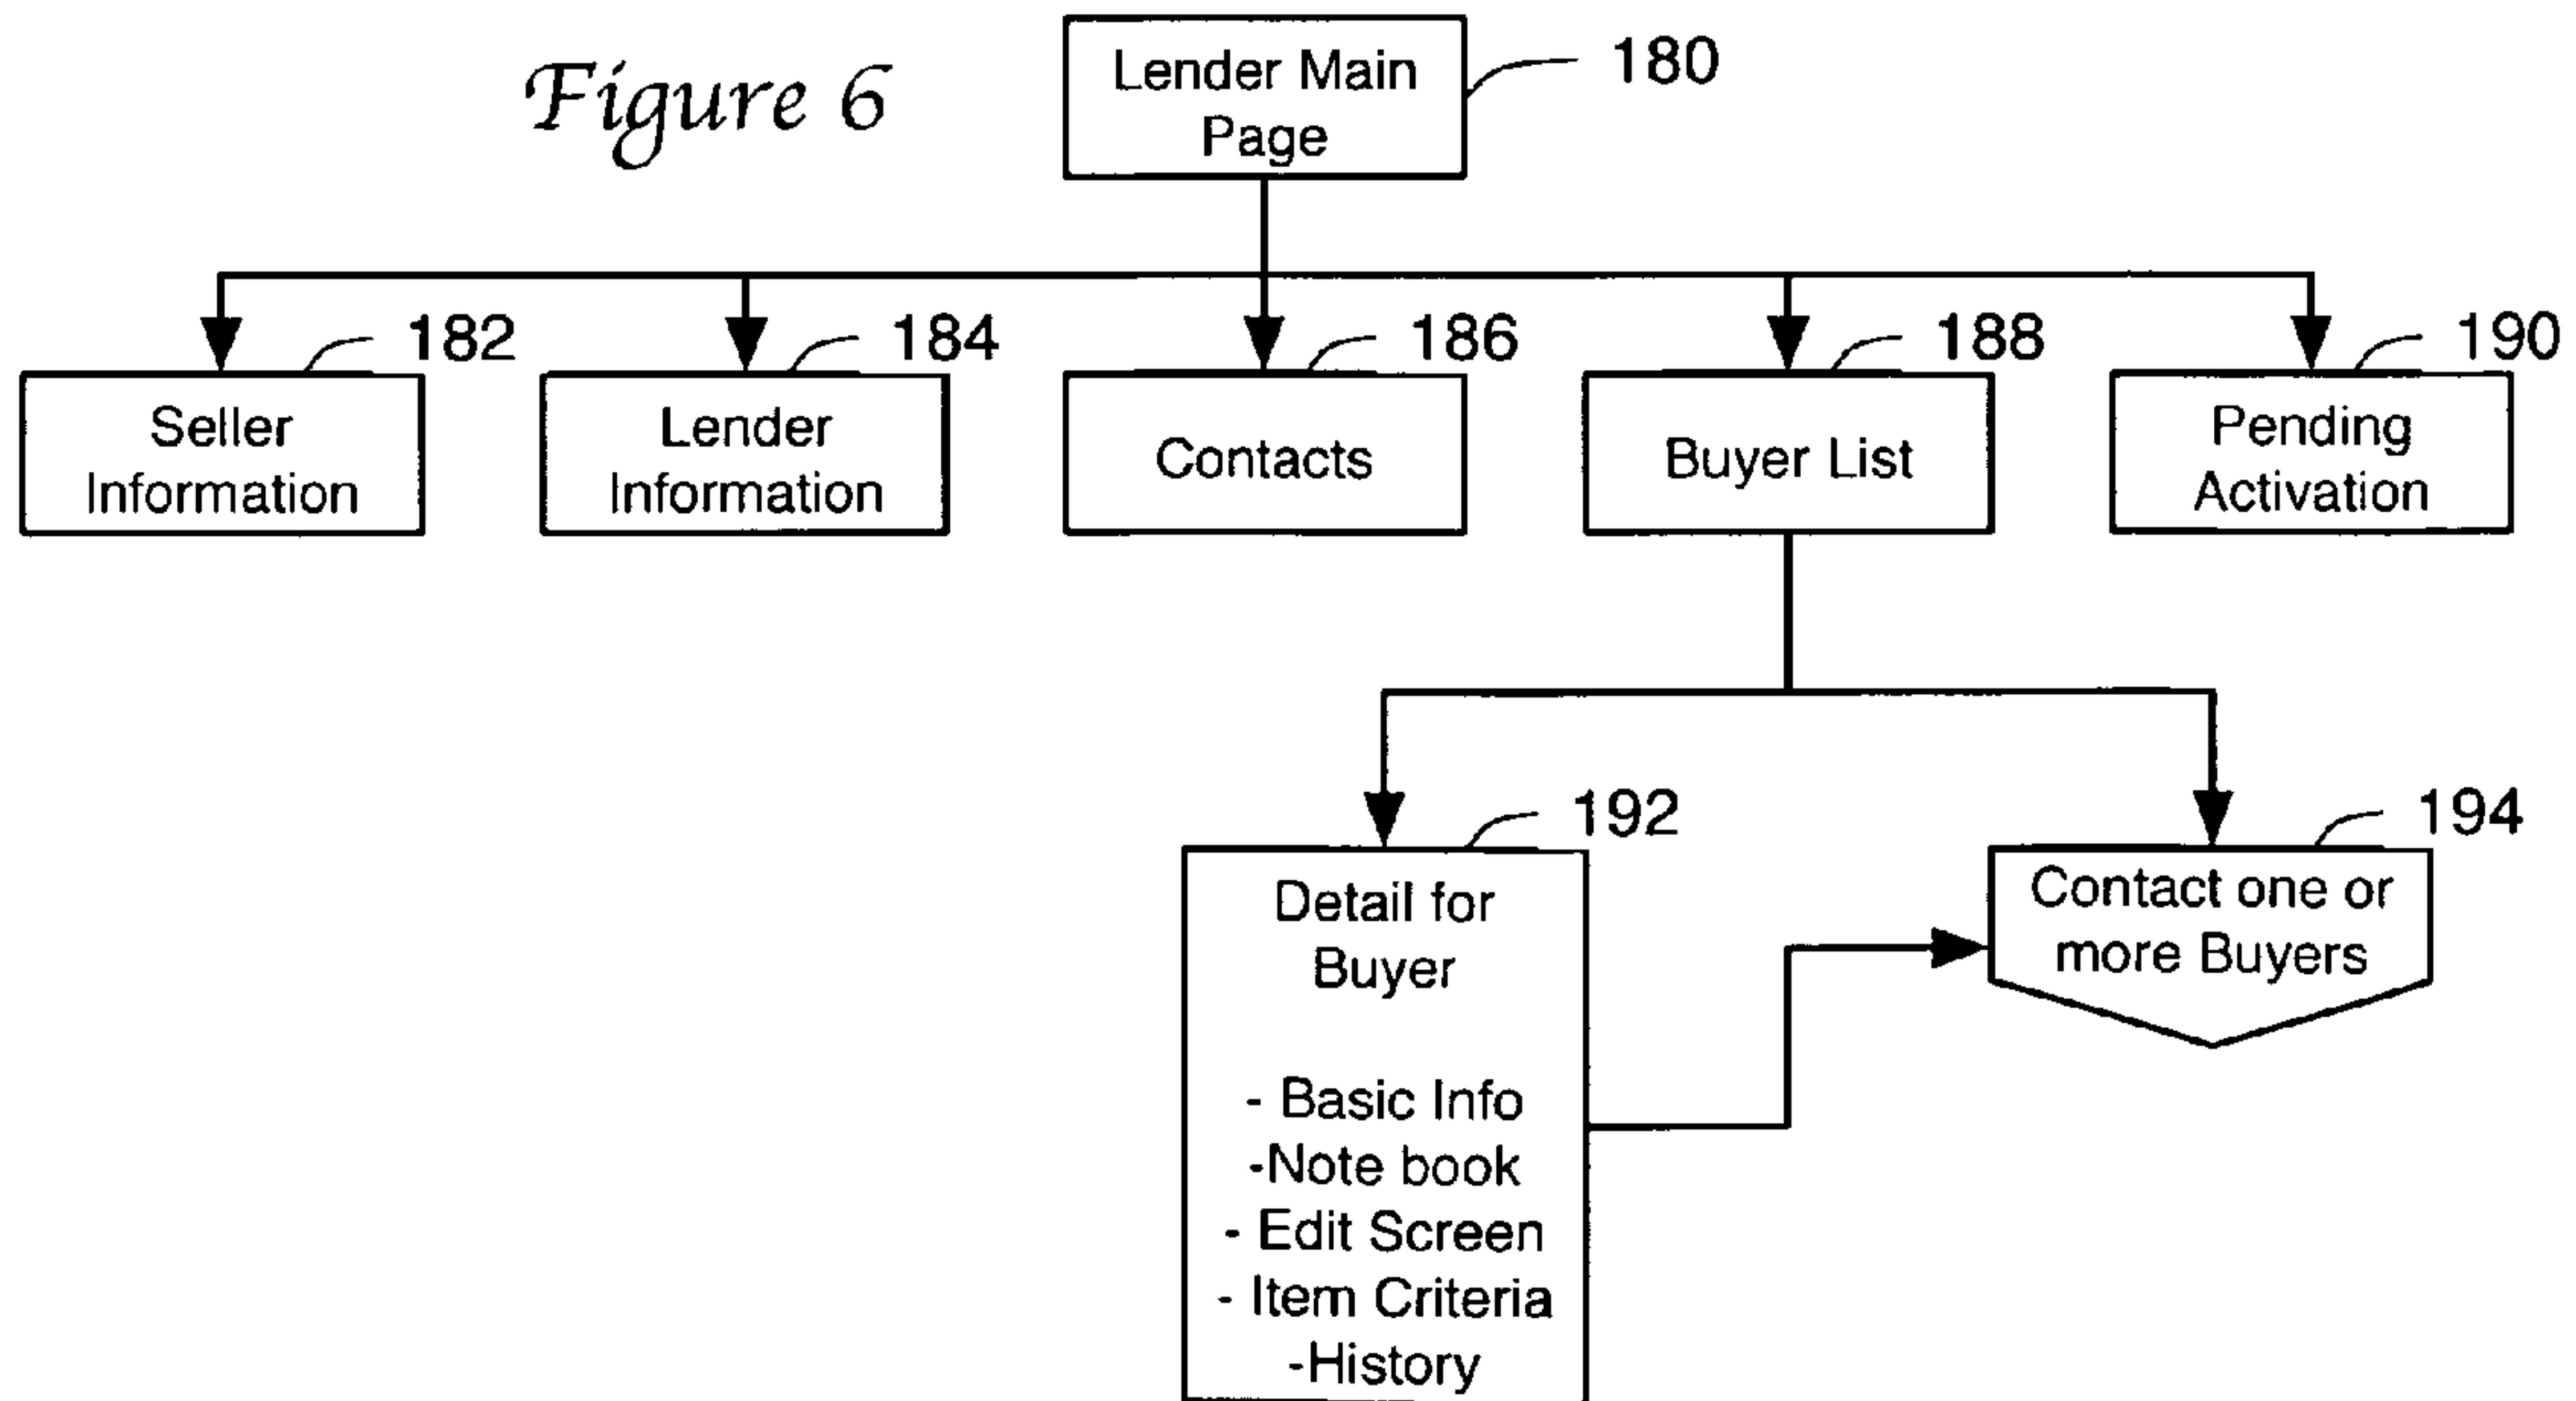 Figure 6
Lender Main
Page
180
182
184
186
188
190
Seller
Information
Lender
Information
Contacts
Buyer List
Pending
Activation
192
194
Detail for
Buyer
- Basic Info
-Note book
- Edit Screen
- Item Criteria
-History
Contact one or
more Buyers